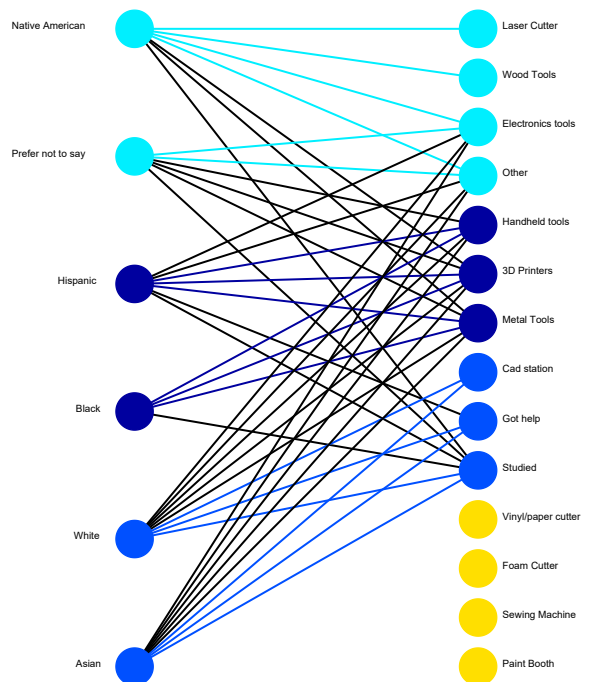 Native American
Prefer not to say
Hispanic
Black
White
Asian
Laser Cutter
Wood Tools
Electronics tools
Other
Handheld tools
3D Printers
Metal Tools
Cad station
Got help
Studied
Vinyl/paper cutter
Foam Cutter
Sewing Machine
Paint Booth